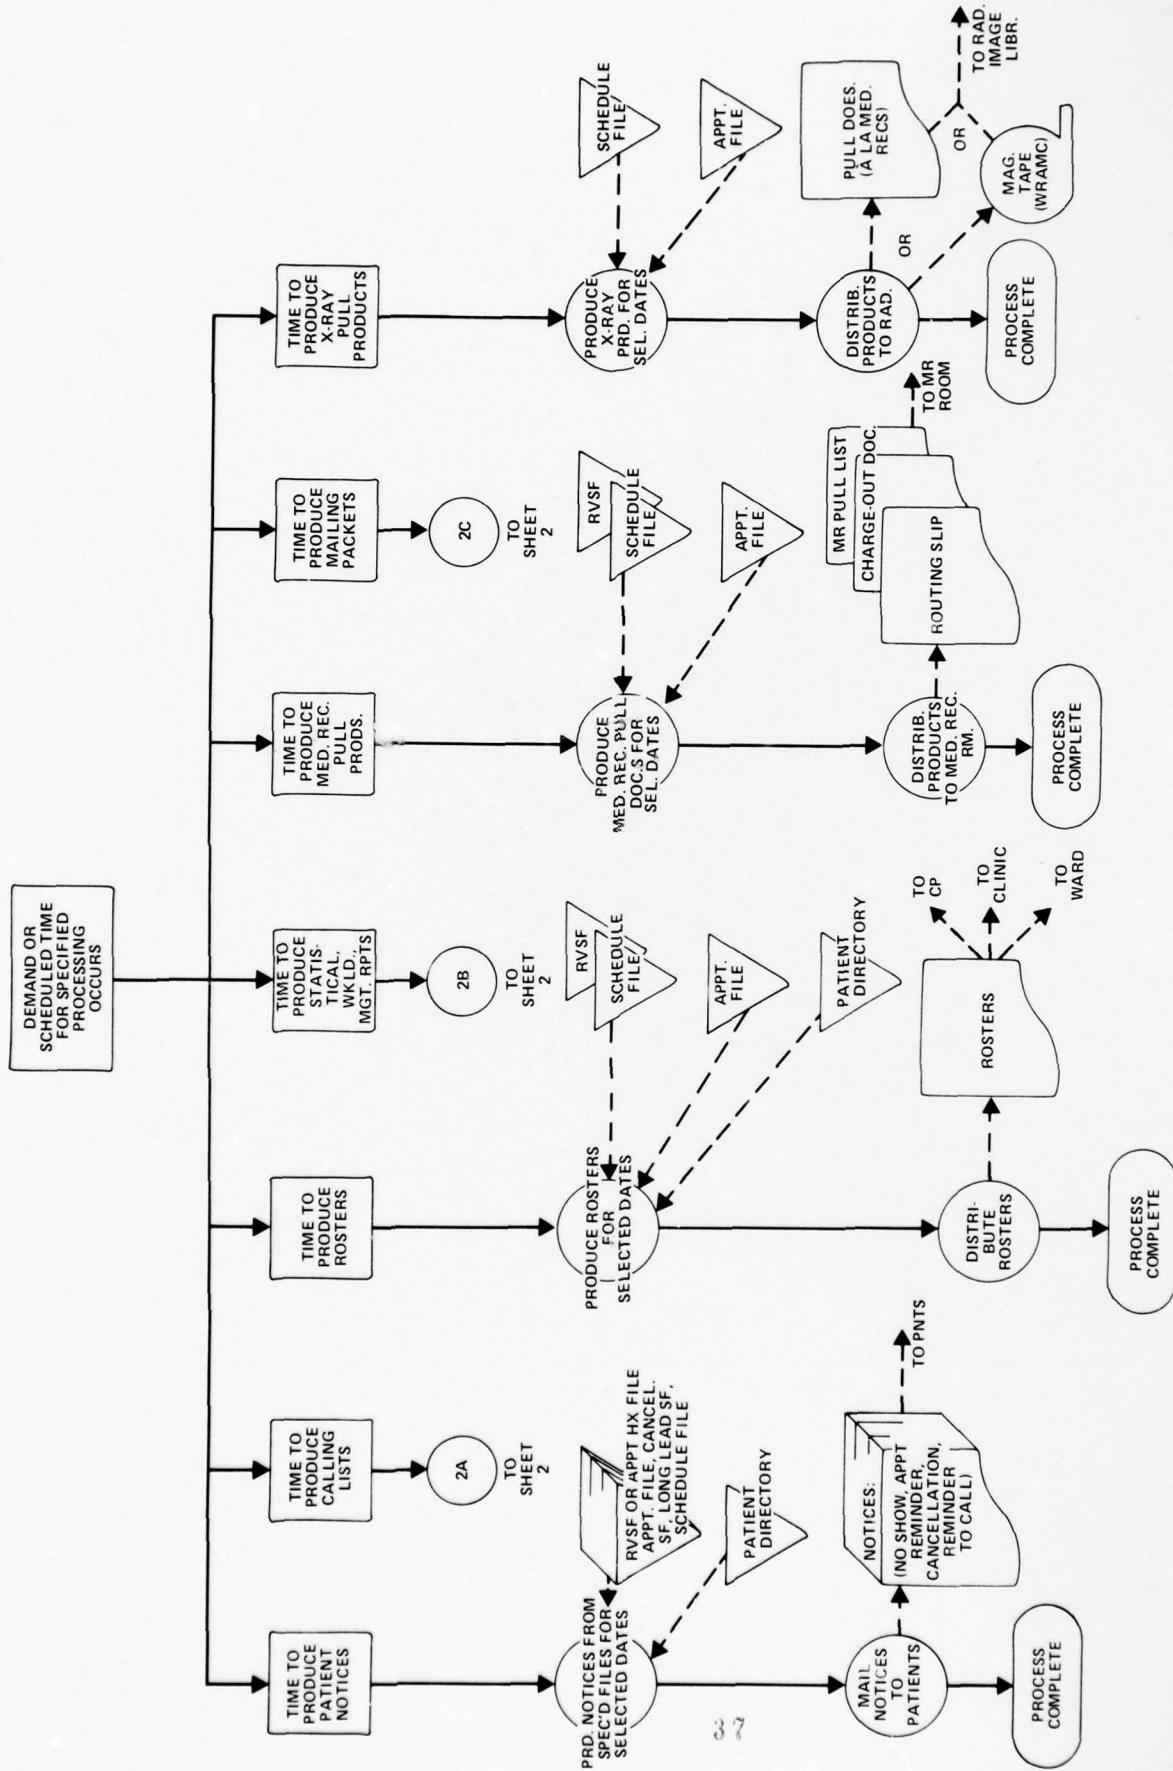 DEMAND OR
SCHEDULED TIME
FOR SPECIFIED
PROCESSING
OCCURS
TIME TO
PRODUCE
PATIENT
NOTICES
TIME TO
PRODUCE
CALLING
LISTS
TIME TO
PRODUCE
ROSTERS
TIME TO
PRODUCE
STATIS-
TICAL,
WKLD.,
MGT. RPTS
TIME TO
PRODUCE
MED. REC.
PULL
PRODS.
TIME TO
PRODUCE
MAILING
PACKETS
TIME TO
PRODUCE
X-RAY
PULL
PRODUCTS
2A
TO
SHEET
2
2B
TO
SHEET
2
2C
TO
SHEET
2
PRD. NOTICES FROM
SPEC'D FILES FOR
SELECTED DATES
RVSF OR APPT HX FILE
APPT. FILE, CANCEL.
SF, LONG LEAD SF,
SCHEDULE FILE
PATIENT
DIRECTORY
MAIL
NOTICES
TO
PATIENTS
NOTICES:
(NO SHOW, APPT
REMINDER,
CANCELLATION,
REMINDER
TO CALL)
TO PNTS
PROCESS
COMPLETE
PRODUCE ROSTERS
FOR
SELECTED DATES
RVSF
SCHEDULE
FILE
APPT.
FILE
PATIENT
DIRECTORY
DISTRI-
BUTE
ROSTERS
ROSTERS
TO
CP
TO
CLINIC
TO
WARD
PROCESS
COMPLETE
PRODUCE
MED. REC. PULL
DOC.S FOR
SEL. DATES
RVSF
SCHEDULE
FILE
APPT.
FILE
DISTRIB.
PRODUCTS
TO MED. REC.
RM.
MR PULL LIST
CHARGE-OUT DOC.
ROUTING SLIP
TO MR
ROOM
PROCESS
COMPLETE
PRODUCE
X-RAY
PRD. FOR
SEL. DATES
SCHEDULE
FILE
APPT.
FILE
DISTRIB.
PRODUCTS
TO RAD.
OR
PULL DOES.
(A LA MED.
RECS)
OR
MAG.
TAPE
(WRAMC)
TO RAD.
IMAGE
LIBR.
PROCESS
COMPLETE
37